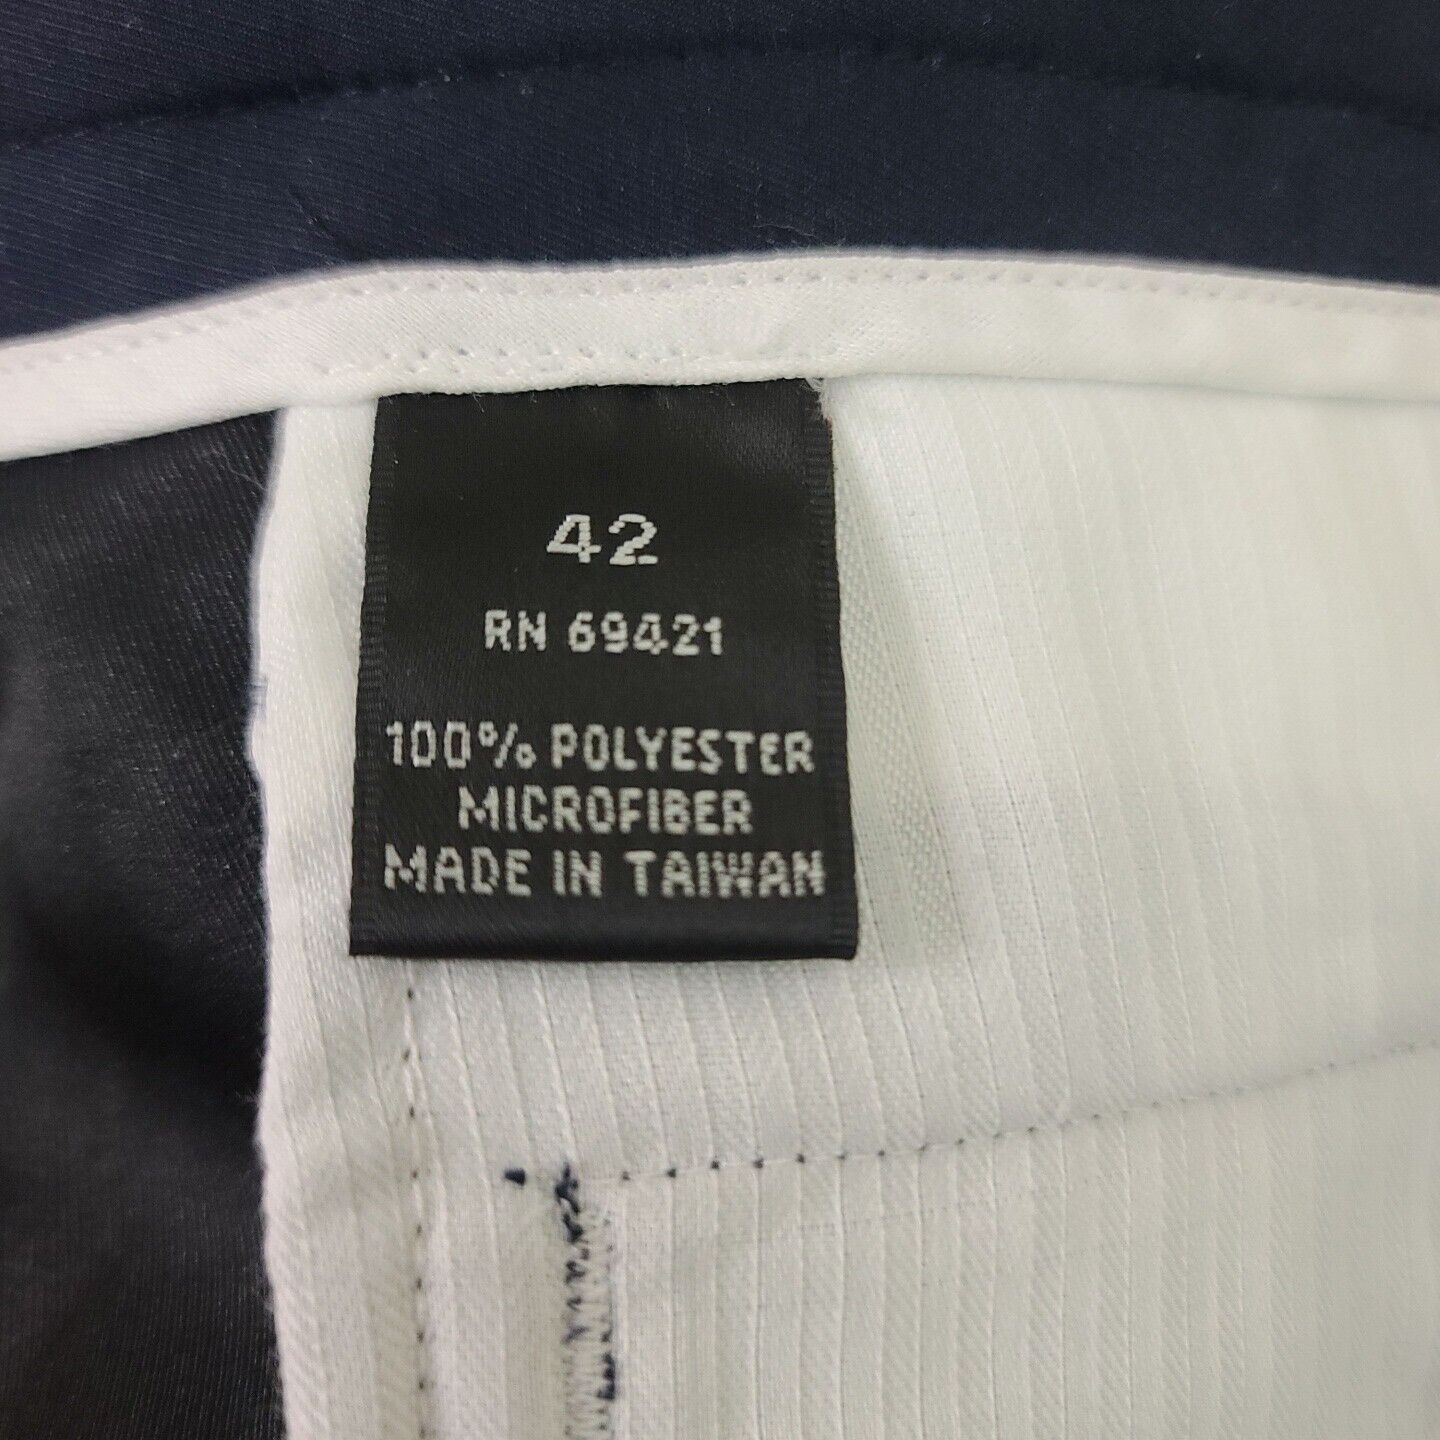 42
RN 69421
100% POLYESTER
MICROFIBER
MADE IN TAIWAN